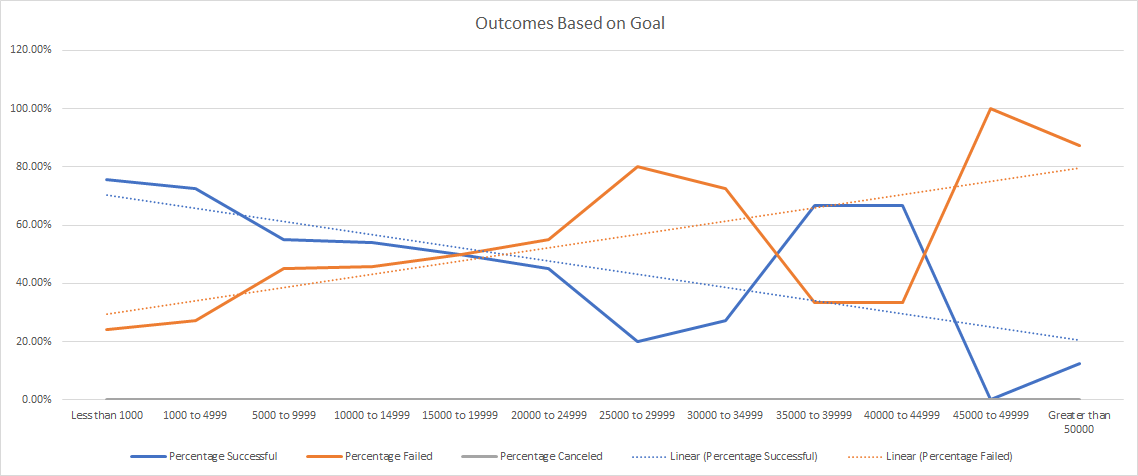 Outcomes Based on Goal
120.00%
100.00%
80.00%
60.00%
40.00%
20.00%
0.00%
Less than 1000 1000 to 4999 5000 to 9999 10000 to 14999 15000 to 19999 20000 to 24999 25000 to 29999 30000 to 34999 35000 to 39999 40000 to 44999 45000 to 49999 Greater than
50000
Percentage Successful Percentage Failed Percentage Canceled Linear (Percentage Successful) Linear (Percentage Failed)